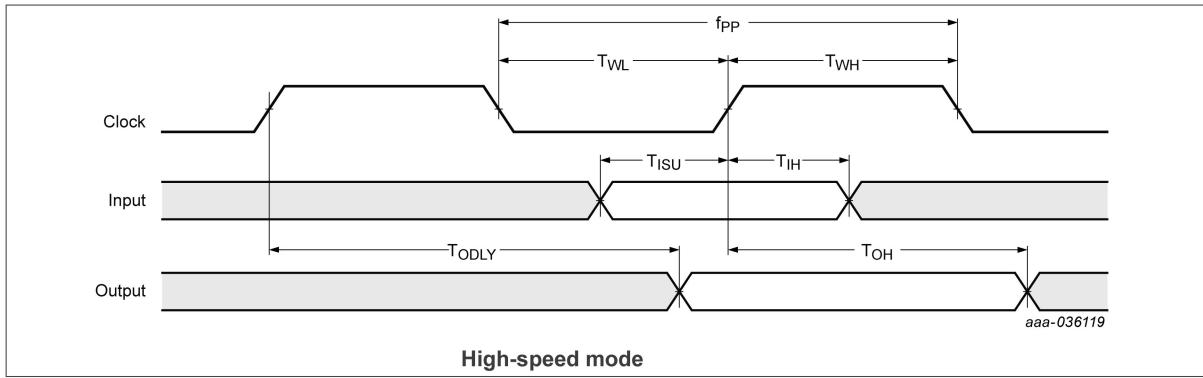 fPP
TWL
TWH
Clock
TISU
TIH
Input
TODLY
TOH
Output
aaa-036119
High-speed mode